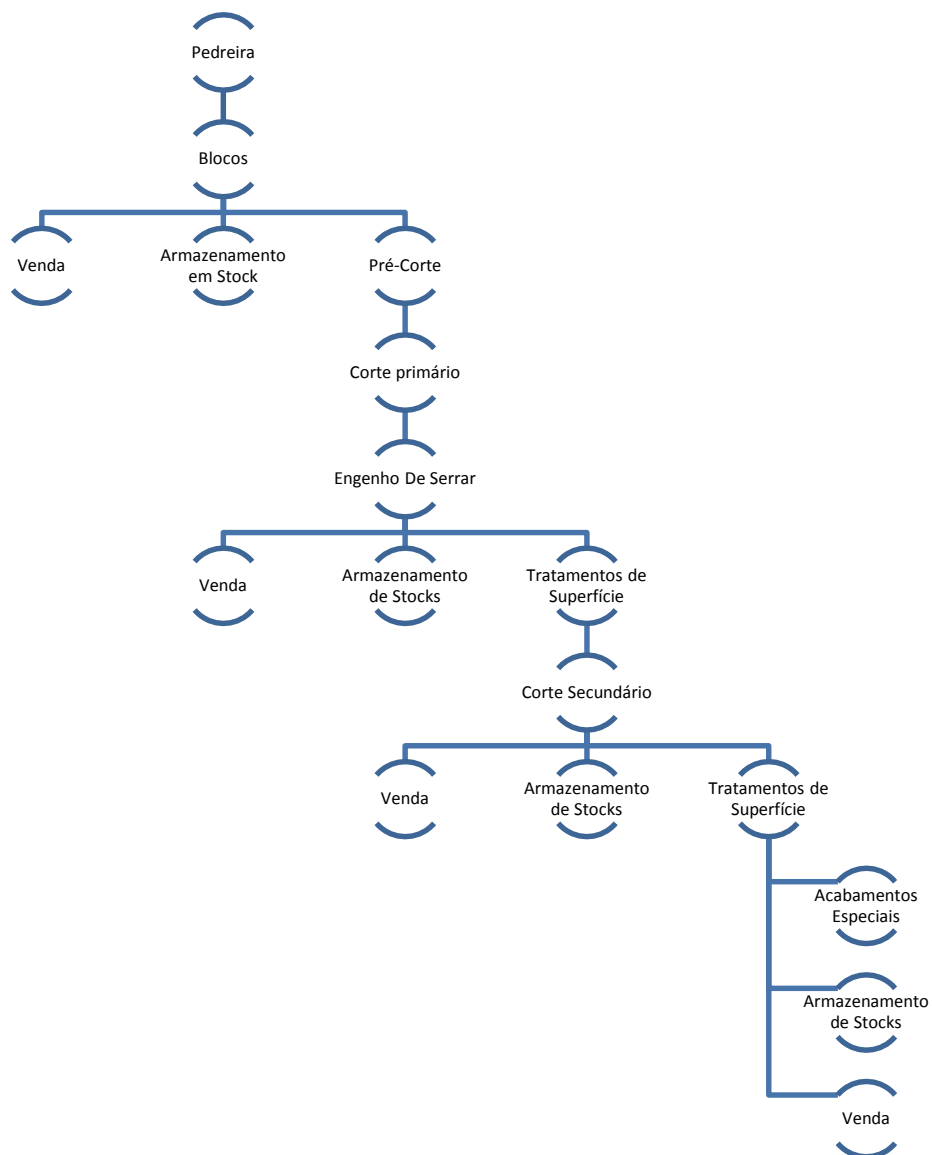 Pedreira
Blocos
Venda
Armazenamento
em Stock
Pré-Corte
Corte primário
Engenho De Serrar
Venda
Armazenamento
de Stocks
Tratamentos de
Superfície
Corte Secundário
Venda
Armazenamento
de Stocks
Tratamentos de
Superfície
Acabamentos
Especiais
Armazenamento
de Stocks
Venda